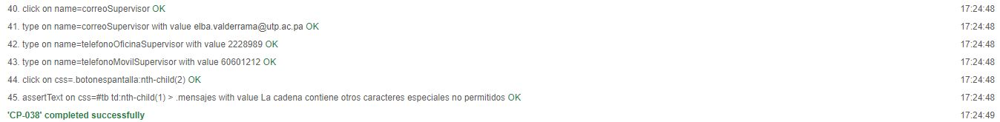 40. click on name=correoSupervisor OK 17:24:48
41. type on name=correoSupervisor with value elba.valderrama@utp.ac.pa OK 17:24:48
42. type on name=telefonoOficinaSupervisor with value 2228989 OK 17:24:48
43. type on name=telefonoMovilSupervisor with value 60601212 OK 17:24:48
44. click on css=.botonespantalla:nth-child(2) OK 17:24:48
45. assertText on css=#tb td:nth-child(1) > .mensajes with value La cadena contiene otros caracteres especiales no permitidos OK 17:24:48
'CP-038' completed successfully 17:24:49